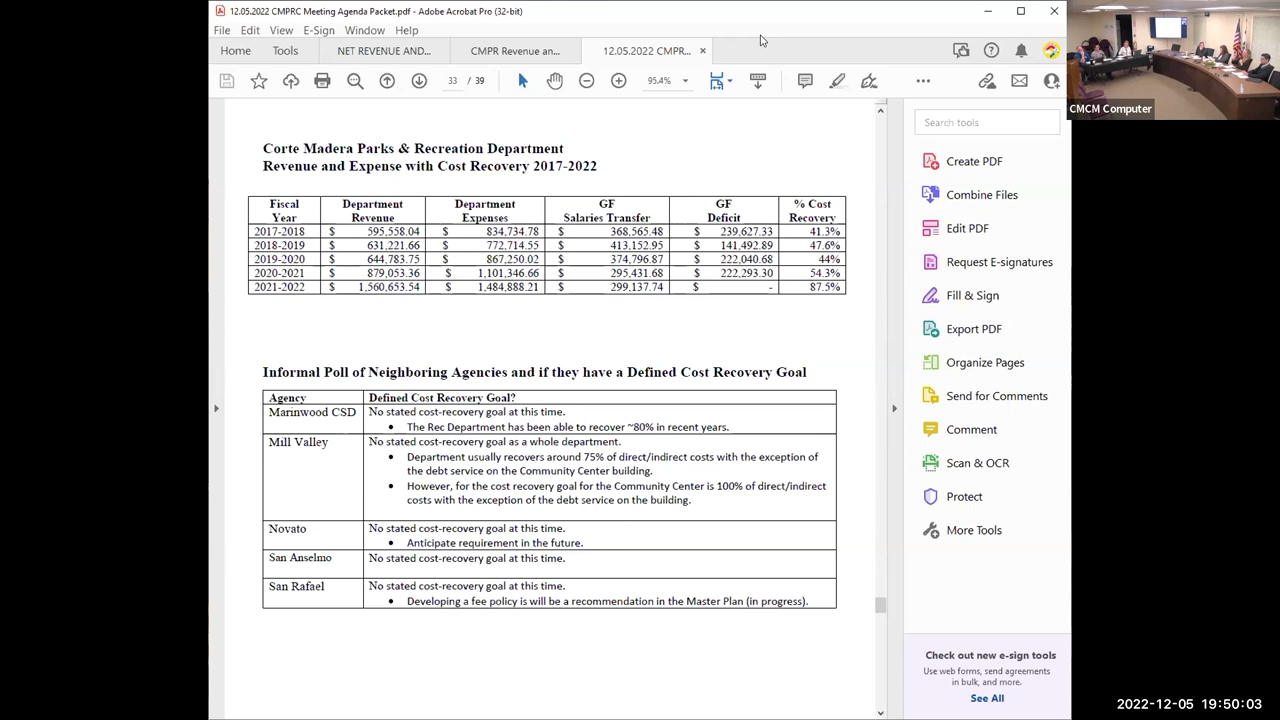 12.05.2022 CMPRC Meeting Agenda Packet.pdf - Adobe Acrobat Pro (32-bit)
File Edit View E-Sign Window Help
Home Tools NET REVENUE AND... CMPR Revenue an... 12.05.2022 CMPR... ×
33 / 39 95.4%
CMCM Computer
Corte Madera Parks & Recreation Department
Revenue and Expense with Cost Recovery 2017-2022
Fiscal Year Department Revenue Department Expenses GF Salaries Transfer GF Deficit % Cost Recovery
2017-2018 $ 595,558.04 $ 834,734.78 $ 368,565.48 $ 239,627.33 41.3%
2018-2019 $ 631,221.66 $ 772,714.55 $ 413,152.95 $ 141,492.89 47.6%
2019-2020 $ 644,783.75 $ 867,250.02 $ 374,796.87 $ 222,040.68 44%
2020-2021 $ 879,053.36 $ 1,101,346.66 $ 295,431.68 $ 222,293.30 54.3%
2021-2022 $ 1,560,653.54 $ 1,484,888.21 $ 299,137.74 $ - 87.5%
Informal Poll of Neighboring Agencies and if they have a Defined Cost Recovery Goal
Agency Defined Cost Recovery Goal?
Marinwood CSD No stated cost-recovery goal at this time.
• The Rec Department has been able to recover ~80% in recent years.
Mill Valley No stated cost-recovery goal as a whole department.
• Department usually recovers around 75% of direct/indirect costs with the exception of
the debt service on the Community Center building.
• However, for the cost recovery goal for the Community Center is 100% of direct/indirect
costs with the exception of the debt service on the building.
Novato No stated cost-recovery goal at this time.
• Anticipate requirement in the future.
San Anselmo No stated cost-recovery goal at this time.
San Rafael No stated cost-recovery goal at this time.
• Developing a fee policy is will be a recommendation in the Master Plan (in progress).
Search tools
Create PDF
Combine Files
Edit PDF
Request E-signatures
Fill & Sign
Export PDF
Organize Pages
Send for Comments
Comment
Scan & OCR
Protect
More Tools
Check out new e-sign tools
Use web forms, send agreements
in bulk, and more.
See All
2022-12-05 19:50:03